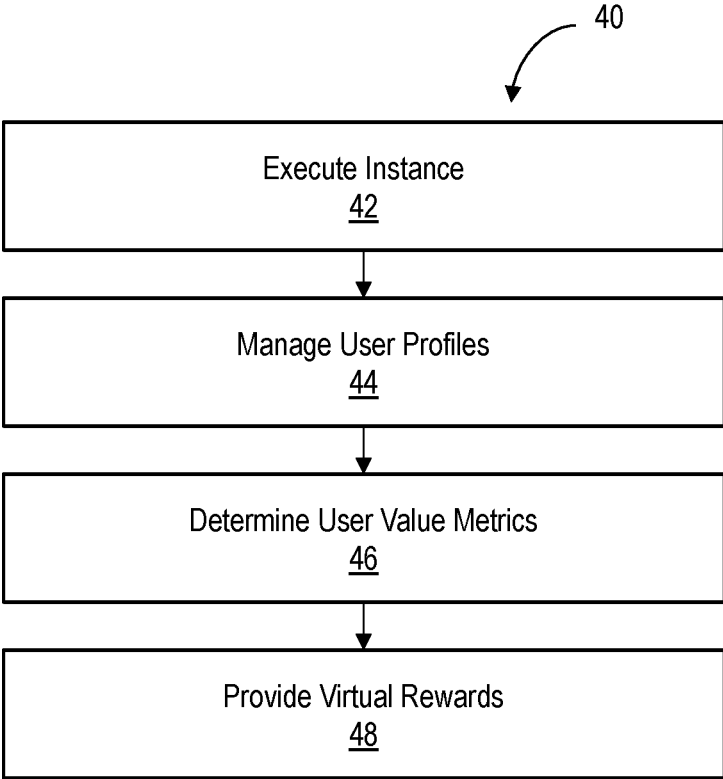 40
Execute Instance
42
Manage User Profiles
44
Determine User Value Metrics
46
Provide Virtual Rewards
48